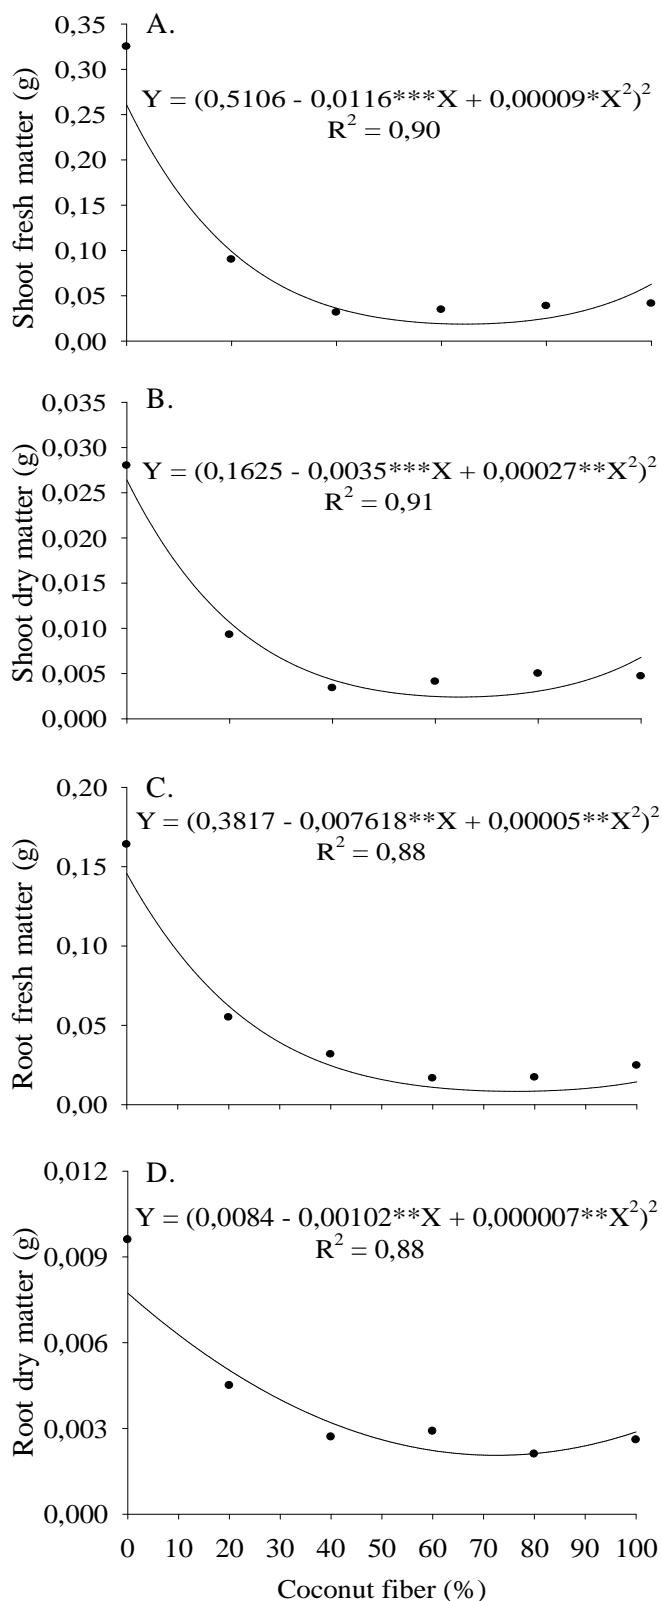 A.
Y = (0,5106 - 0,0116***X + 0,00009*X²)²
R² = 0,90
Shoot fresh matter (g)
0,35
0,30
0,25
0,20
0,15
0,10
0,05
0,00
B.
Y = (0,1625 - 0,0035***X + 0,00027**X²)²
R² = 0,91
Shoot dry matter (g)
0,035
0,030
0,025
0,020
0,015
0,010
0,005
0,000
C.
Y = (0,3817 - 0,007618**X + 0,00005**X²)²
R² = 0,88
Root fresh matter (g)
0,20
0,15
0,10
0,05
0,00
D.
Y = (0,0084 - 0,00102**X + 0,000007**X²)²
R² = 0,88
Root dry matter (g)
0,012
0,009
0,006
0,003
0,000
0 10 20 30 40 50 60 70 80 90 100
Coconut fiber (%)